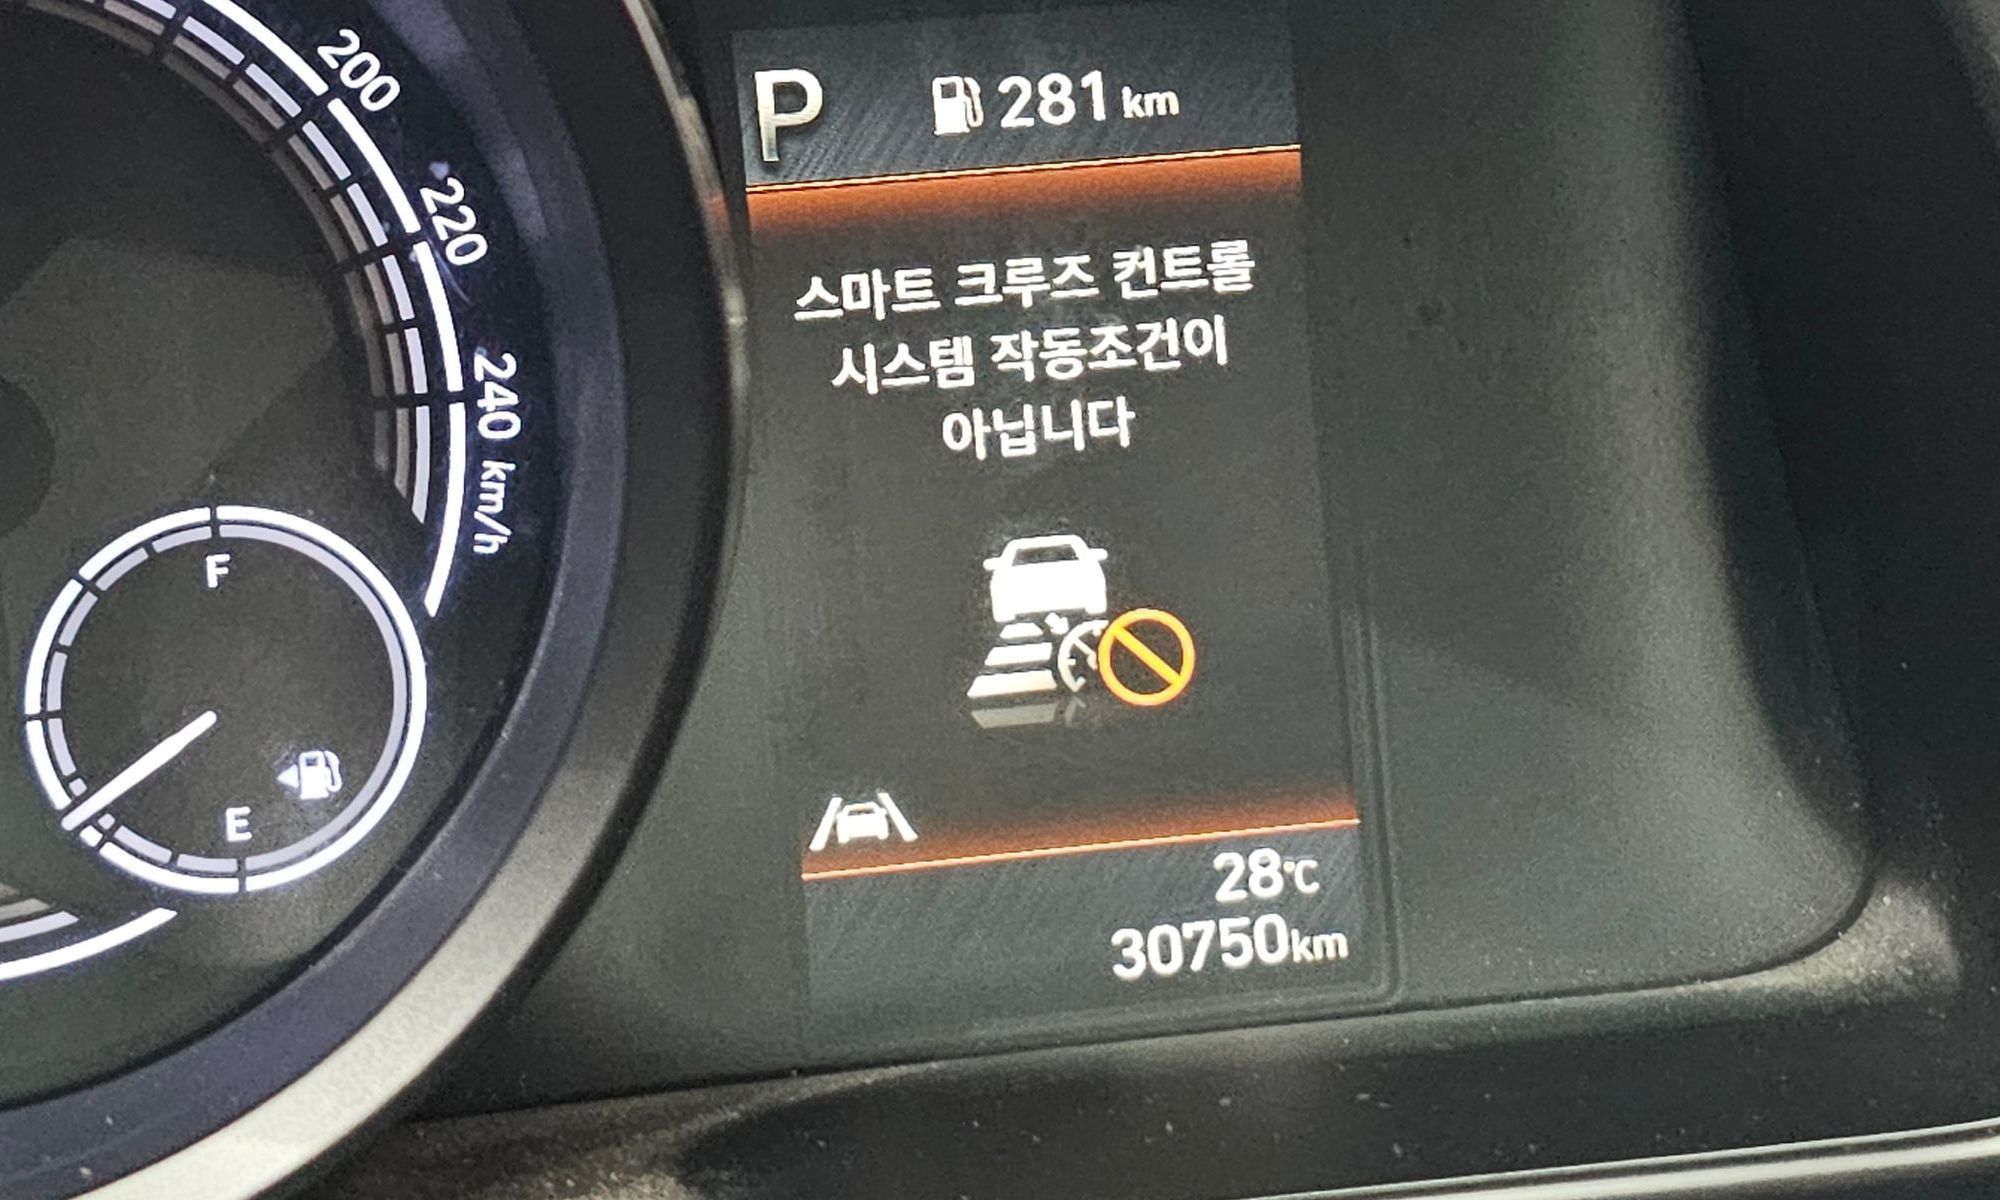 200
220
240 km/h
F
E
P 281 km
스마트 크루즈 컨트롤
시스템 작동조건이
아닙니다
28°C
30750km